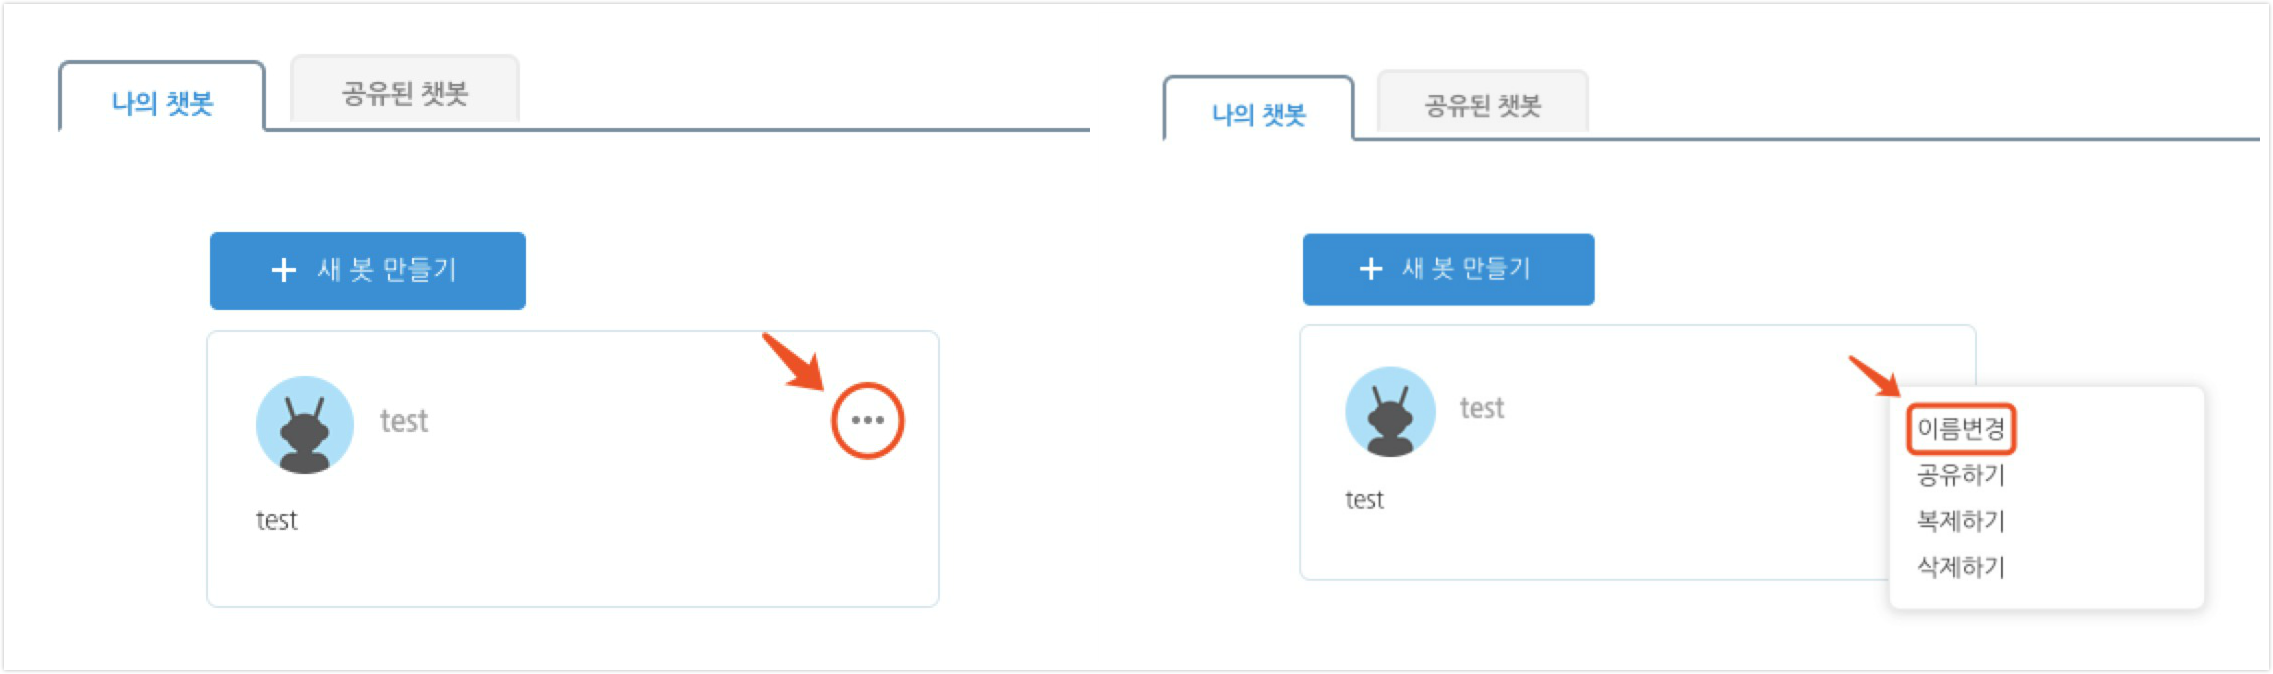 나의 챗봇
공유된 챗봇
+ 새 봇 만들기
test
test
나의 챗봇
공유된 챗봇
+ 새 봇 만들기
test
test
이름변경
공유하기
복제하기
삭제하기